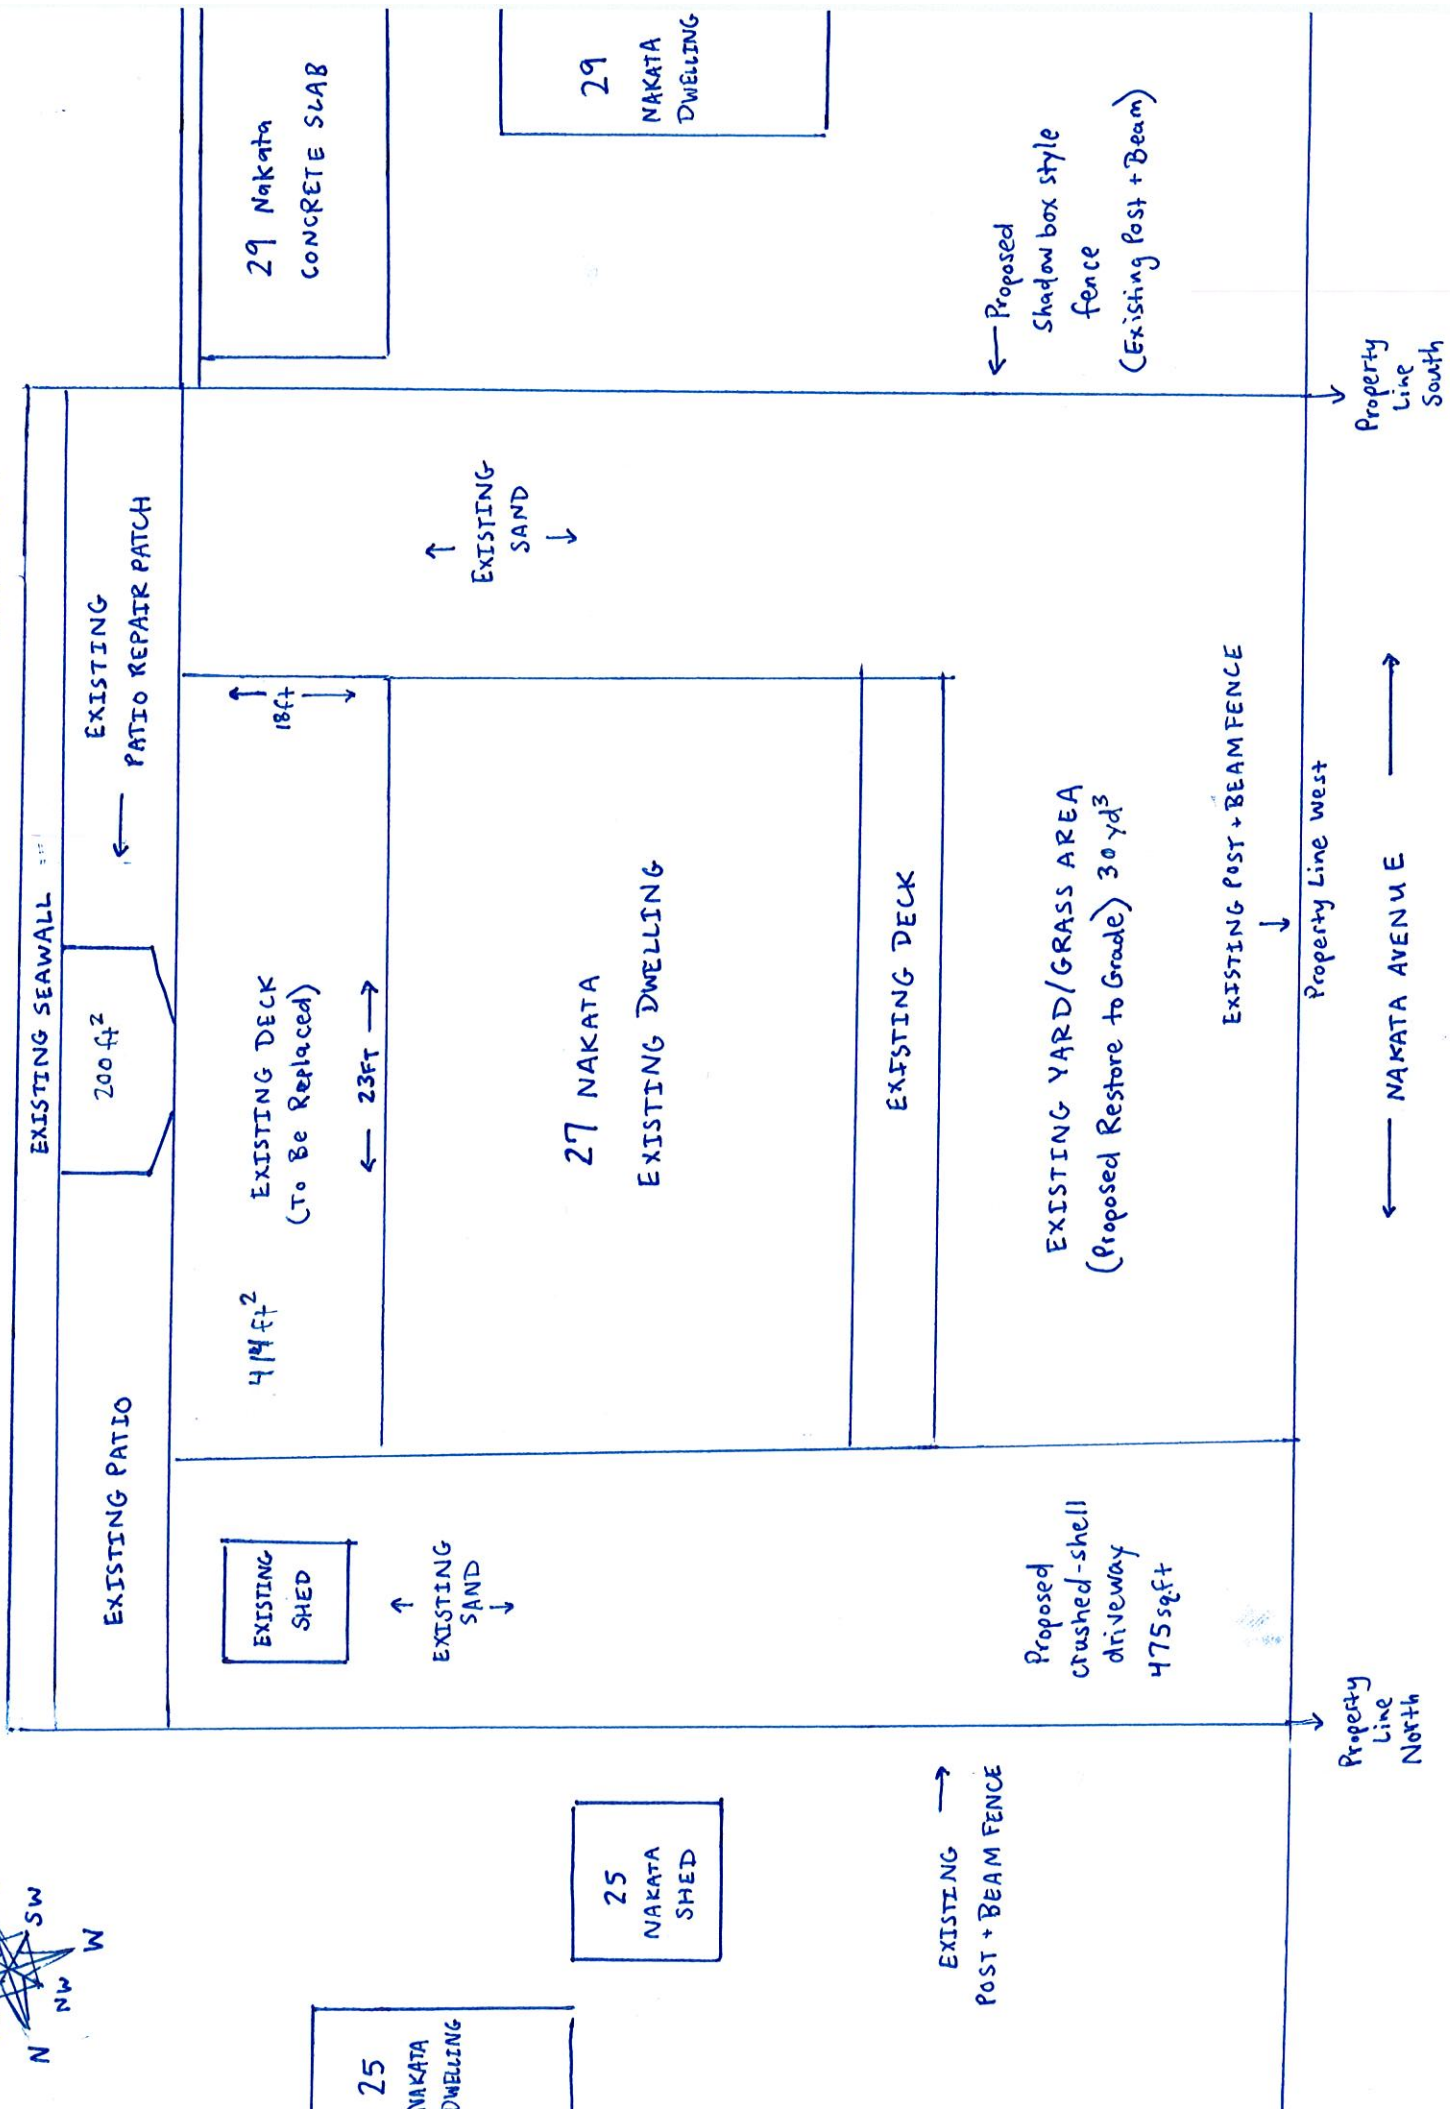 N
NW
SW
W
EXISTING SEAWALL
EXISTING PATIO
200 ft²
EXISTING
← PATIO REPAIR PATCH
EXISTING
SHED
414 ft²
EXISTING DECK
(To Be Replaced)
← 23FT →
← 18ft →
29 Nakata
CONCRETE SLAB
25
NAKATA
DWELLING
←
EXISTING
SAND
→
←
EXISTING
SAND
→
27 NAKATA
EXISTING DWELLING
29
NAKATA
DWELLING
25
NAKATA
SHED
EXISTING DECK
EXISTING →
POST + BEAM FENCE
Proposed
crushed-shell
driveway
475 sq.ft
EXISTING YARD/GRASS AREA
(Proposed Restore to Grade) 30 yd³
← Proposed
Shadow box style
fence
(Existing Post + Beam)
EXISTING POST + BEAM FENCE
↓
Property Line West
Property
Line
North
← NAKATA AVENUE →
Property
Line
South